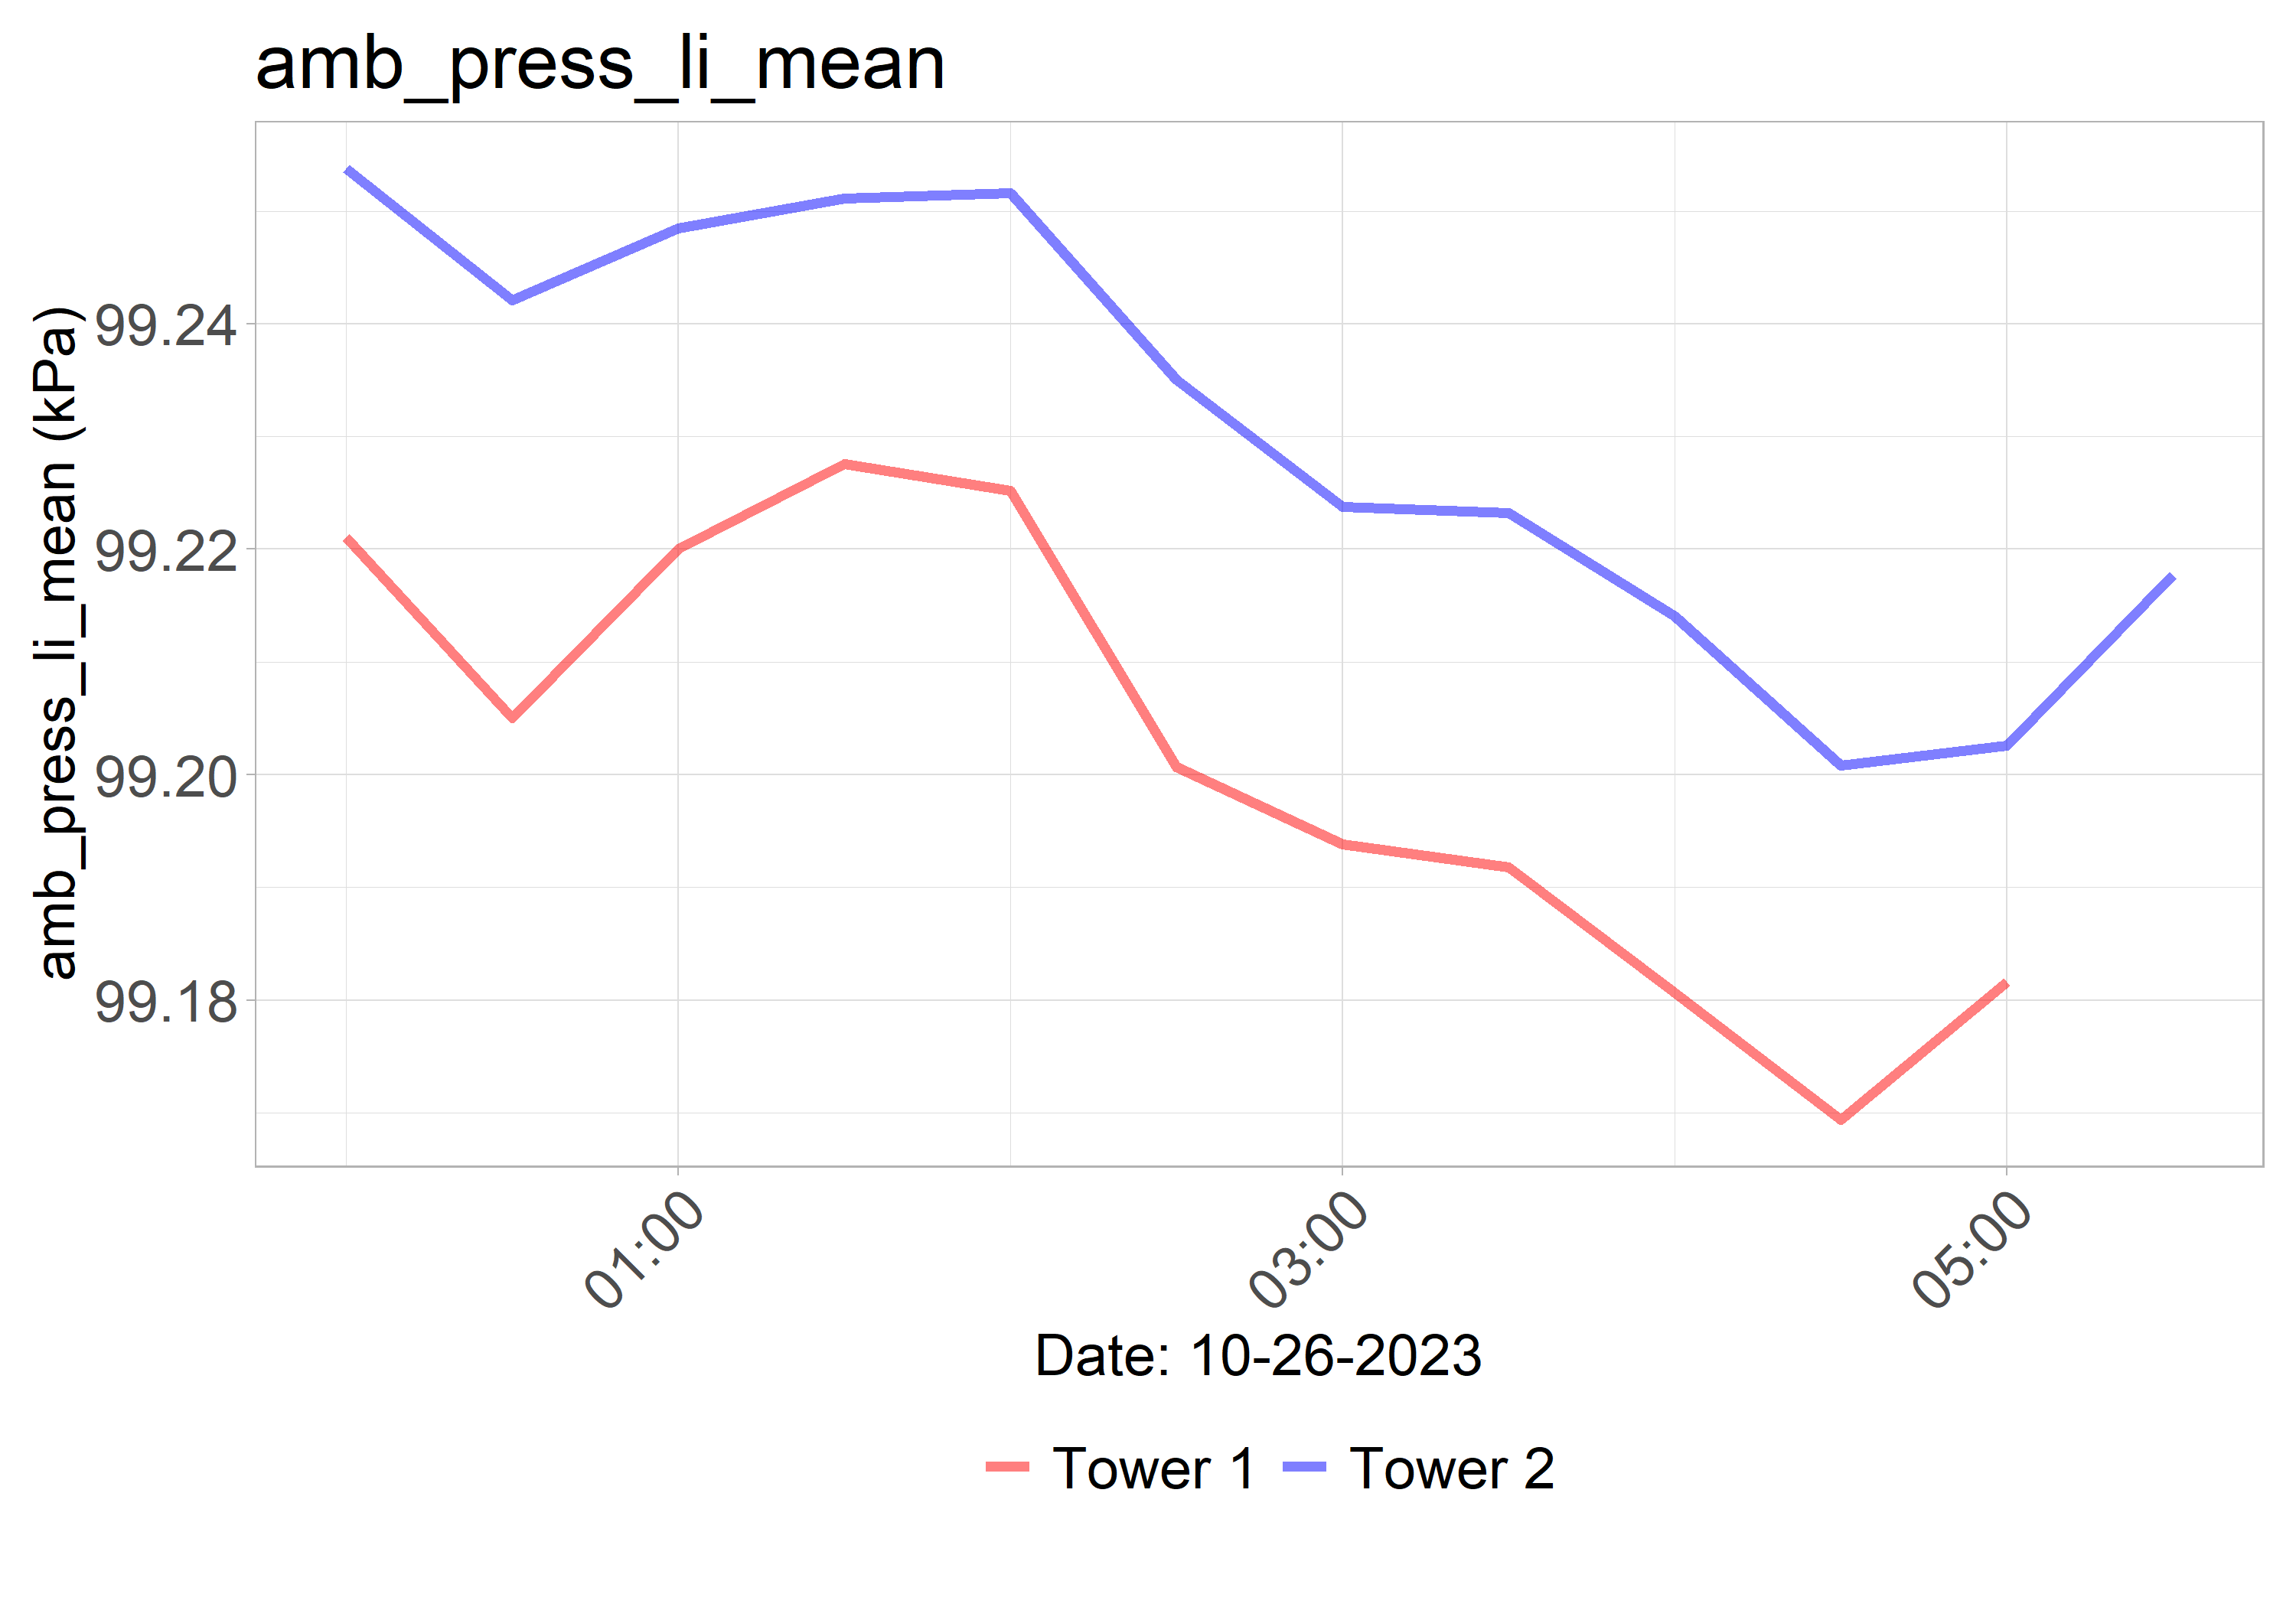 amb_press_li_mean
amb_press_li_mean (kPa)
99.24
99.22
99.20
99.18
01:00
03:00
05:00
Date: 10-26-2023
Tower 1
Tower 2